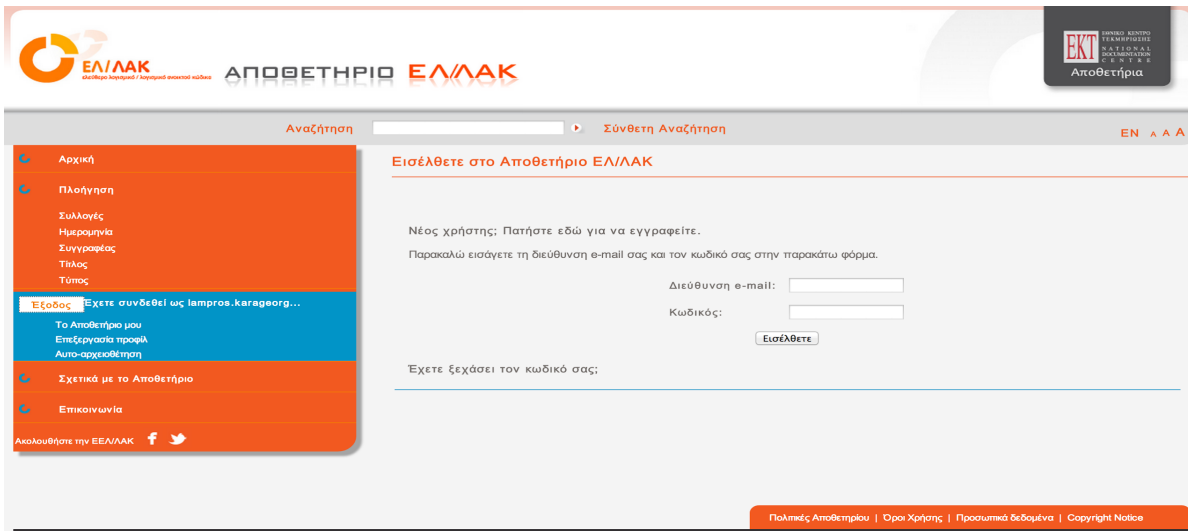 ΕΛ/ΛΑΚ
ελεύθερο λογισμικό / λογισμικό ανοικτού κώδικα
ΑΠΟΘΕΤΗΡΙΟ ΕΛ/ΛΑΚ
ΕΚΤ
ΕΘΝΙΚΟ ΚΕΝΤΡΟ
ΤΕΚΜΗΡΙΩΣΗΣ
NATIONAL
DOCUMENTATION
CENTRE
Αποθετήρια
Αναζήτηση
Σύνθετη Αναζήτηση
EN A A A
Αρχική
Πλοήγηση
Συλλογές
Ημερομηνία
Συγγραφέας
Τίτλος
Τύπος
Έξοδος Έχετε συνδεθεί ως lampros.karageorg...
Το Αποθετήριο μου
Επεξεργασία προφίλ
Αυτο-αρχειοθέτηση
Σχετικά με το Αποθετήριο
Επικοινωνία
Ακολουθήστε την ΕΕΛ/ΛΑΚ
Εισέλθετε στο Αποθετήριο ΕΛ/ΛΑΚ
Νέος χρήστης; Πατήστε εδώ για να εγγραφείτε.
Παρακαλώ εισάγετε τη διεύθυνση e-mail σας και τον κωδικό σας στην παρακάτω φόρμα.
Διεύθυνση e-mail:
Κωδικός:
Εισέλθετε
Έχετε ξεχάσει τον κωδικό σας;
Πολιτικές Αποθετηρίου | Όροι Χρήσης | Προσωπικά δεδομένα | Copyright Notice